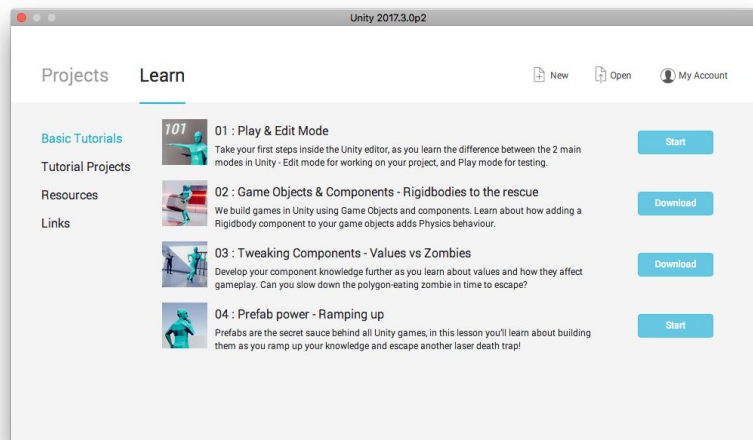 Unity 2017.3.0p2
Projects
Learn
New
Open
My Account
Basic Tutorials
Tutorial Projects
Resources
Links
101
01 : Play & Edit Mode
Take your first steps inside the Unity editor, as you learn the difference between the 2 main
modes in Unity - Edit mode for working on your project, and Play mode for testing.
Start
02 : Game Objects & Components - Rigidbodies to the rescue
We build games in Unity using Game Objects and components. Learn about how adding a
Rigidbody component to your game objects adds Physics behaviour.
Download
03 : Tweaking Components - Values vs Zombies
Develop your component knowledge further as you learn about values and how they affect
gameplay. Can you slow down the polygon-eating zombie in time to escape?
Download
04 : Prefab power - Ramping up
Prefabs are the secret sauce behind all Unity games, in this lesson you'll learn about building
them as you ramp up your knowledge and escape another laser death trap!
Start